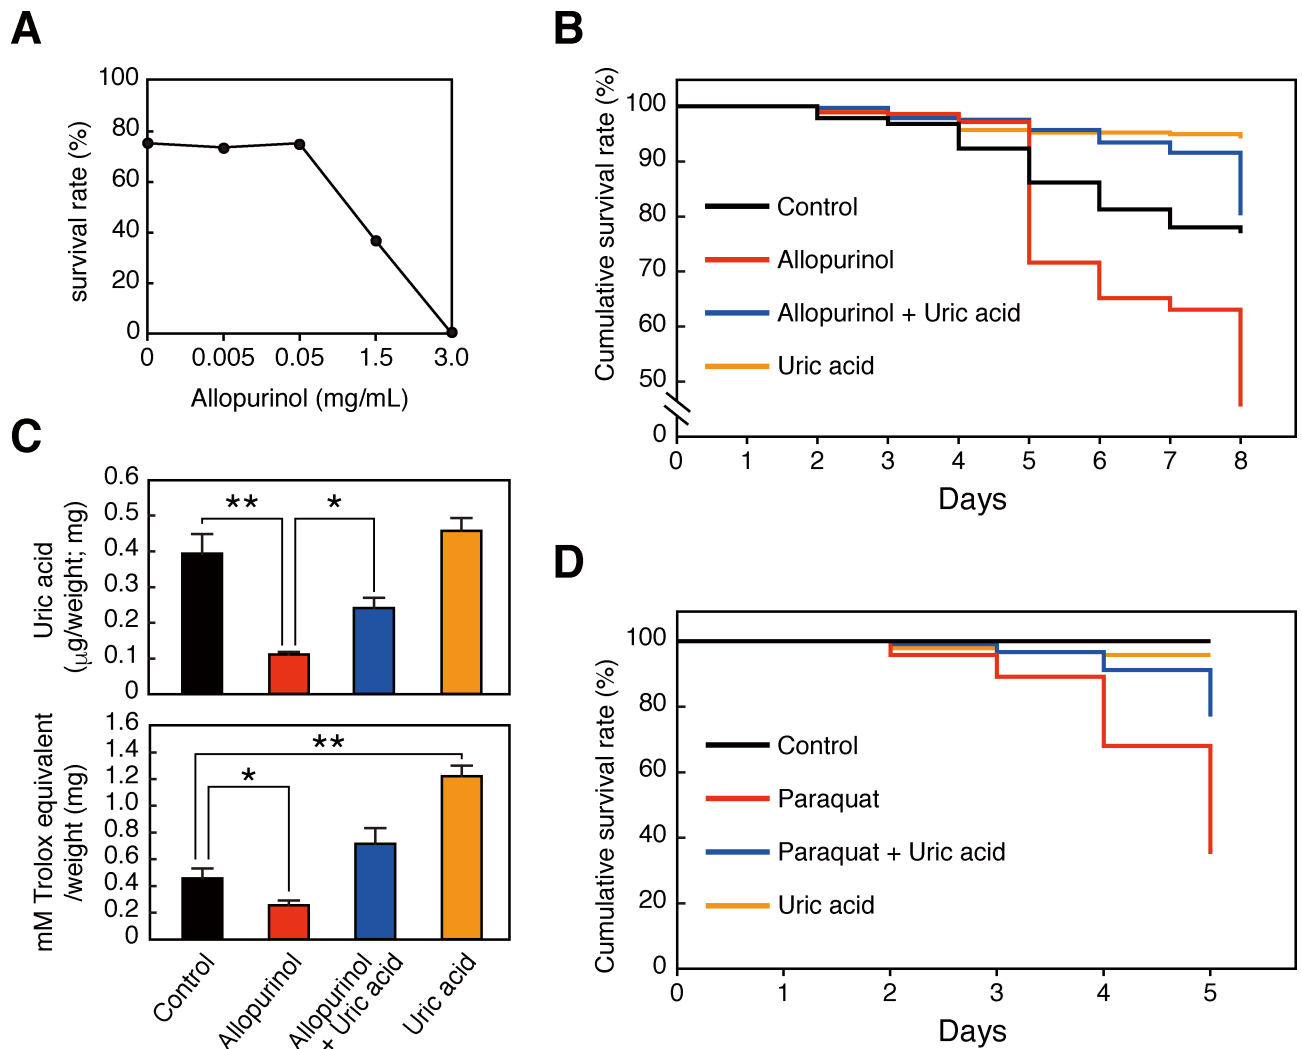 A
survival rate (%)
100
80
60
40
20
0
0 0.005 0.05 1.5 3.0
Allopurinol (mg/mL)
B
Cumulative survival rate (%)
100
90
80
70
60
50
0
Control
Allopurinol
Allopurinol + Uric acid
Uric acid
0 1 2 3 4 5 6 7 8
Days
C
Uric acid
(μg/weight; mg)
0.6
0.5
0.4
0.3
0.2
0.1
0
** *
mM Trolox equivalent
/weight (mg)
1.6
1.4
1.2
1.0
0.8
0.6
0.4
0.2
0
**
*
Control
Allopurinol
Allopurinol
+ Uric acid
Uric acid
D
Cumulative survival rate (%)
100
80
60
40
20
0
Control
Paraquat
Paraquat + Uric acid
Uric acid
0 1 2 3 4 5
Days